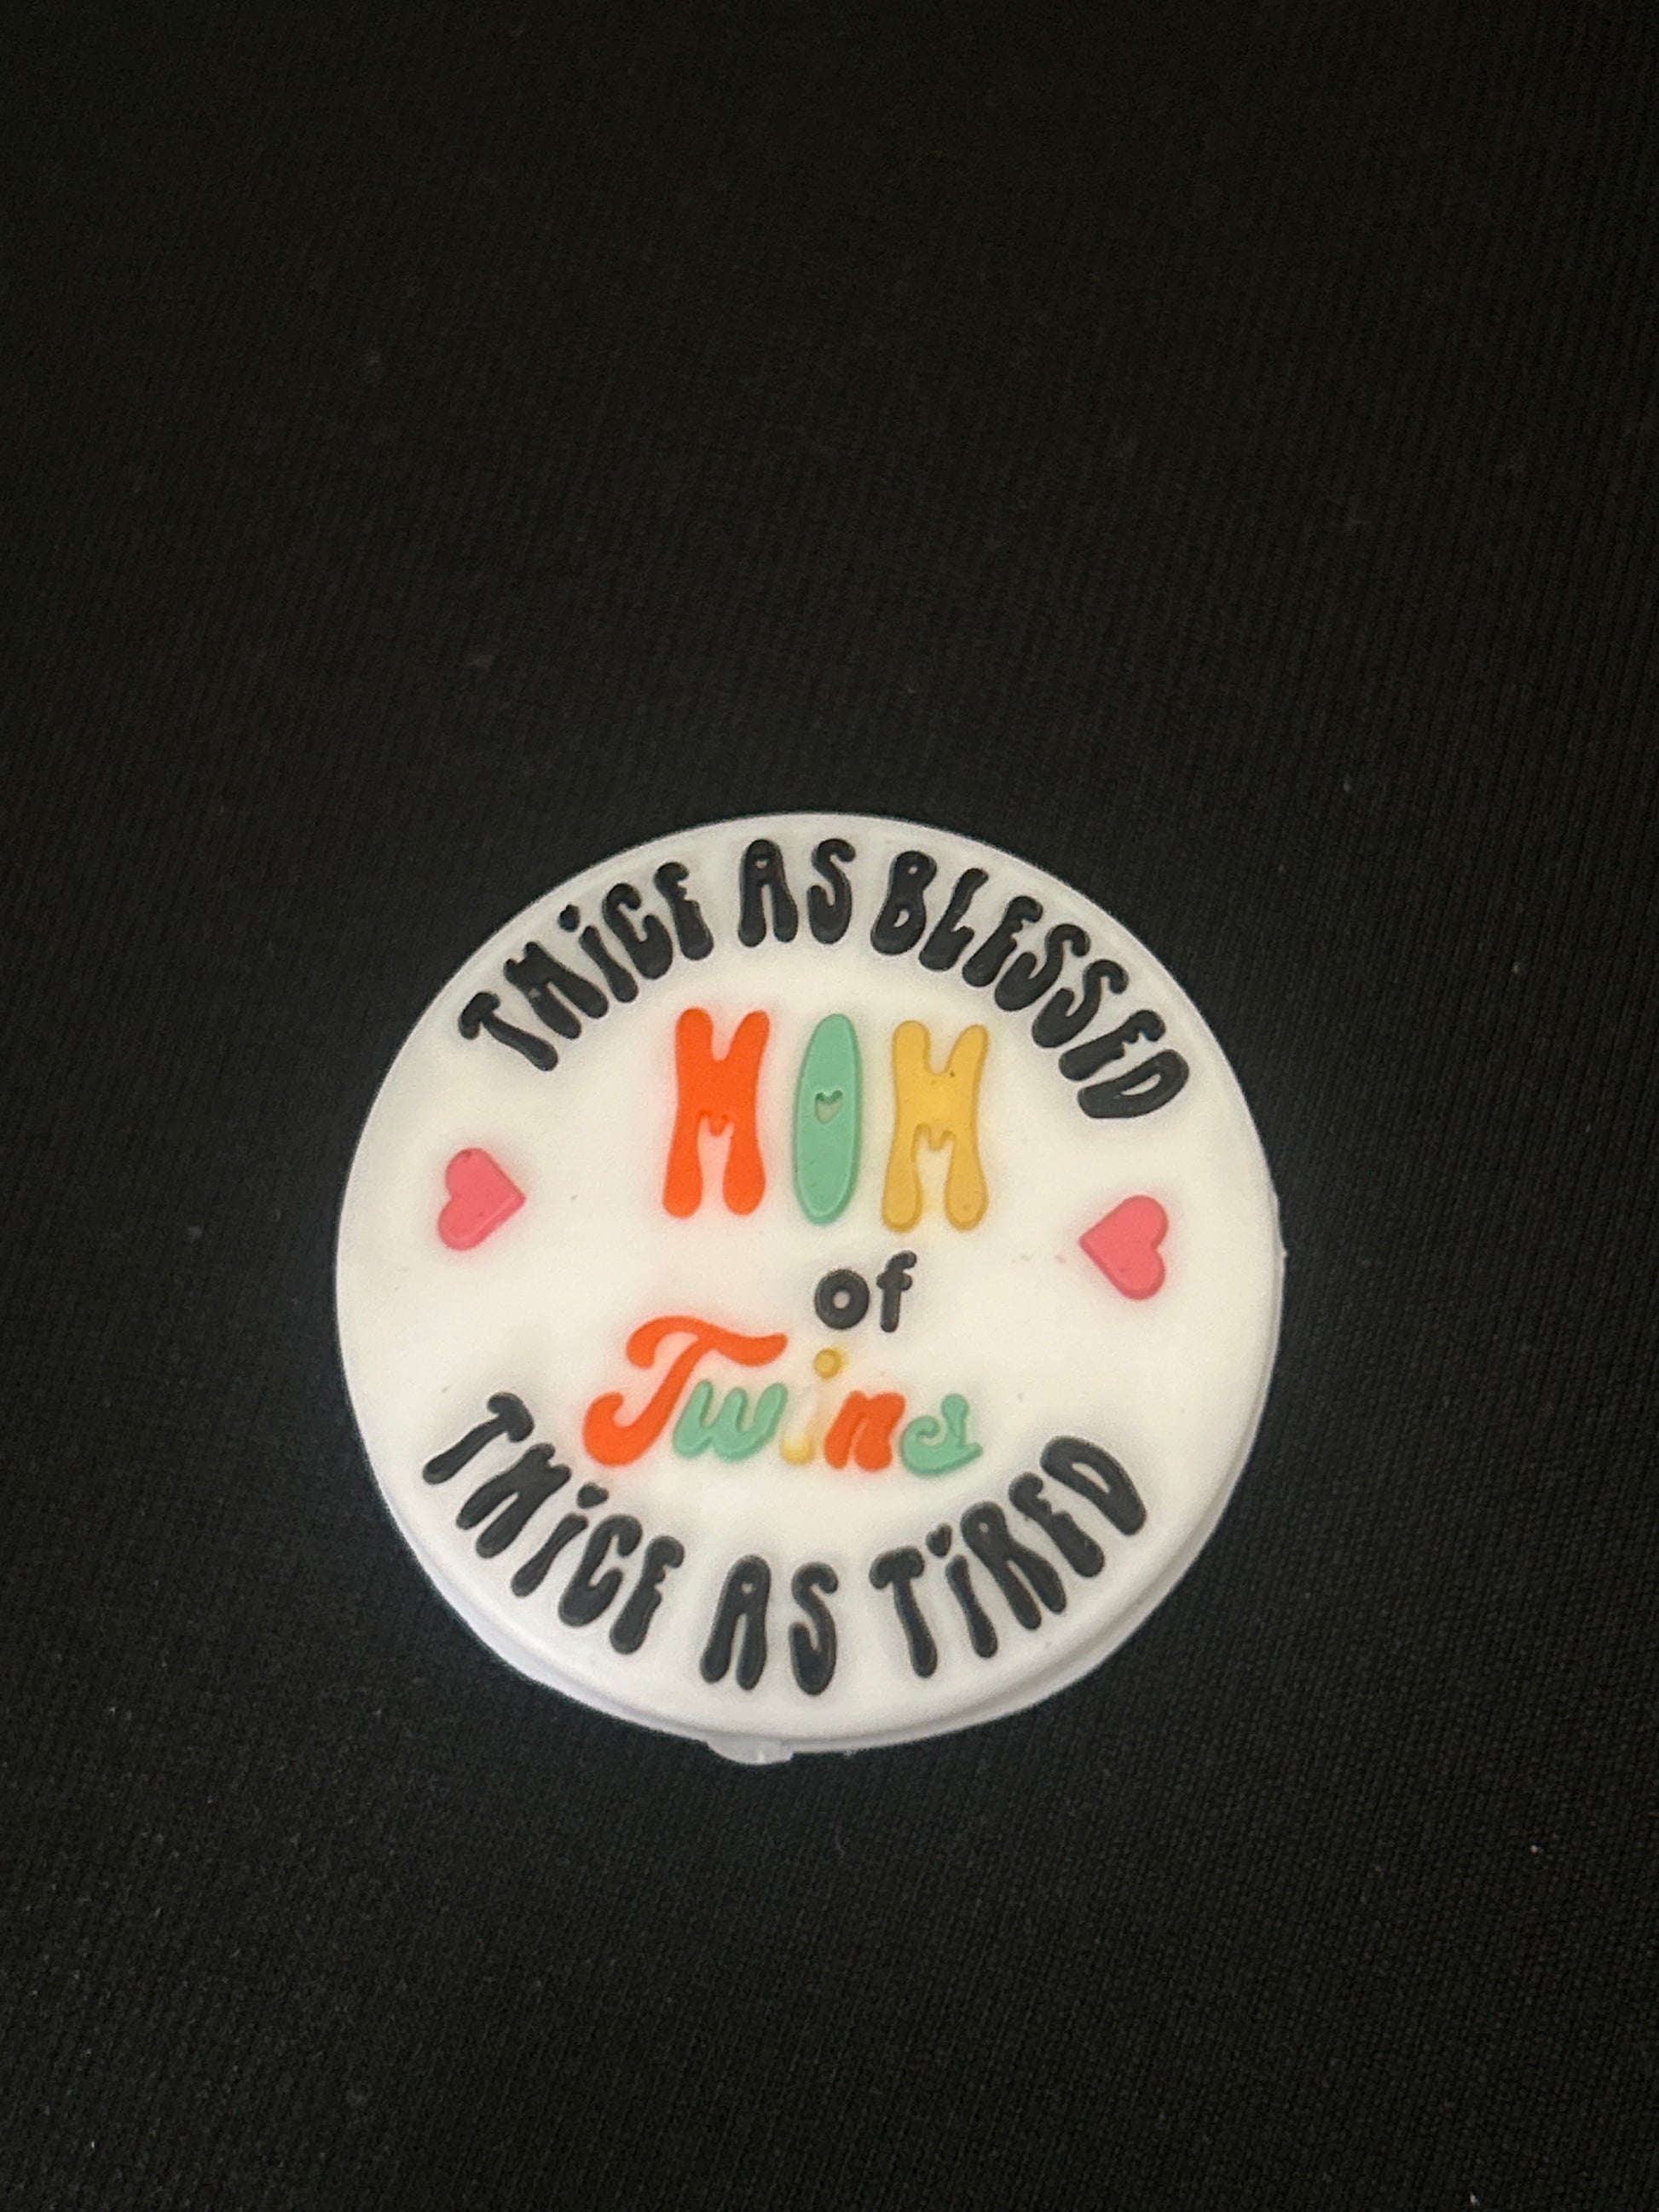 TWiCE AS BLESSED
MOM
of
Twins
TWiCE AS TiRED